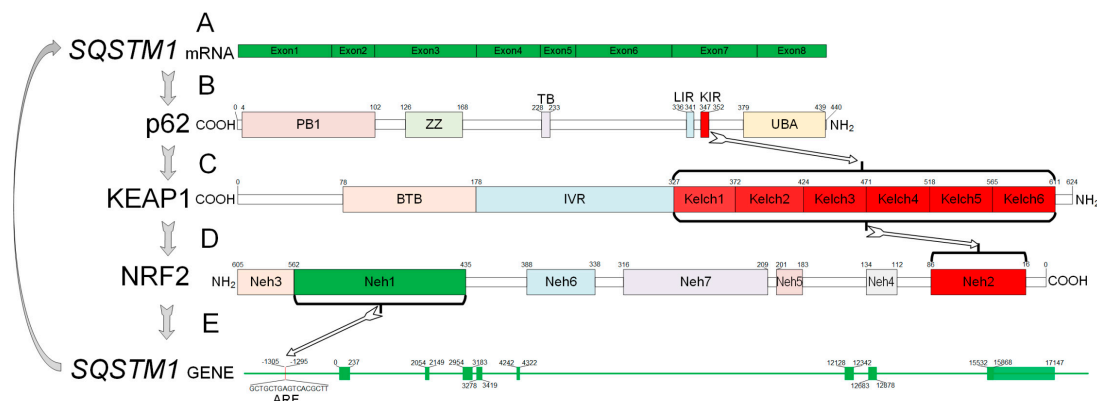 A
SQSTM1 mRNA Exon1 Exon2 Exon3 Exon4 Exon5 Exon6 Exon7 Exon8
B
TB LIR KIR
0 4 102 126 168 228 233 336 341 347 352 379 439 440
p62 COOH PB1 ZZ UBA NH2
C
0 78 178 327 372 424 471 518 565 611 624
KEAP1 COOH BTB IVR Kelch1 Kelch2 Kelch3 Kelch4 Kelch5 Kelch6 NH2
D
605 562 435 388 338 316 209 201 183 134 112 86 16 0
NRF2 NH2 Neh3 Neh1 Neh6 Neh7 Neh5 Neh4 Neh2 COOH
E
-1305 -1295 0 237 2054 2149 2954 3183 4242 4322 12128 12342 15532 15868 17147
SQSTM1 GENE
3278 3419 12683 12878
GCTGCTGAGTCACGCTT
ARE